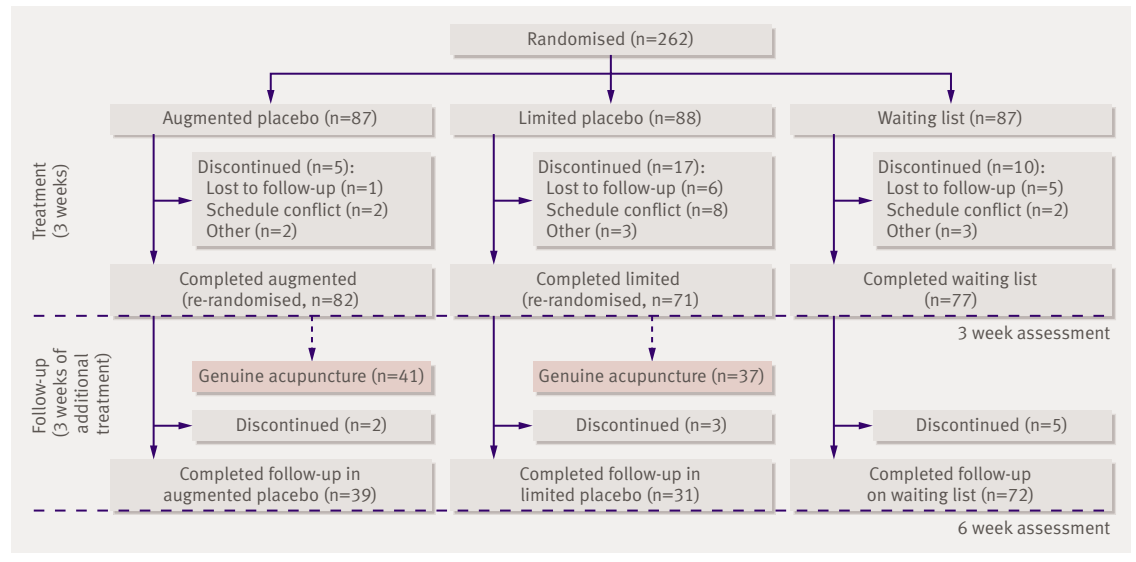 Randomised (n=262)
Augmented placebo (n=87)
Limited placebo (n=88)
Waiting list (n=87)
Treatment
(3 weeks)
Discontinued (n=5):
Lost to follow-up (n=1)
Schedule conflict (n=2)
Other (n=2)
Discontinued (n=17):
Lost to follow-up (n=6)
Schedule conflict (n=8)
Other (n=3)
Discontinued (n=10):
Lost to follow-up (n=5)
Schedule conflict (n=2)
Other (n=3)
Completed augmented
(re-randomised, n=82)
Completed limited
(re-randomised, n=71)
Completed waiting list
(n=77)
3 week assessment
Follow-up
(3 weeks of
additional
treatment)
Genuine acupuncture (n=41)
Genuine acupuncture (n=37)
Discontinued (n=2)
Discontinued (n=3)
Discontinued (n=5)
Completed follow-up in
augmented placebo (n=39)
Completed follow-up in
limited placebo (n=31)
Completed follow-up
on waiting list (n=72)
6 week assessment